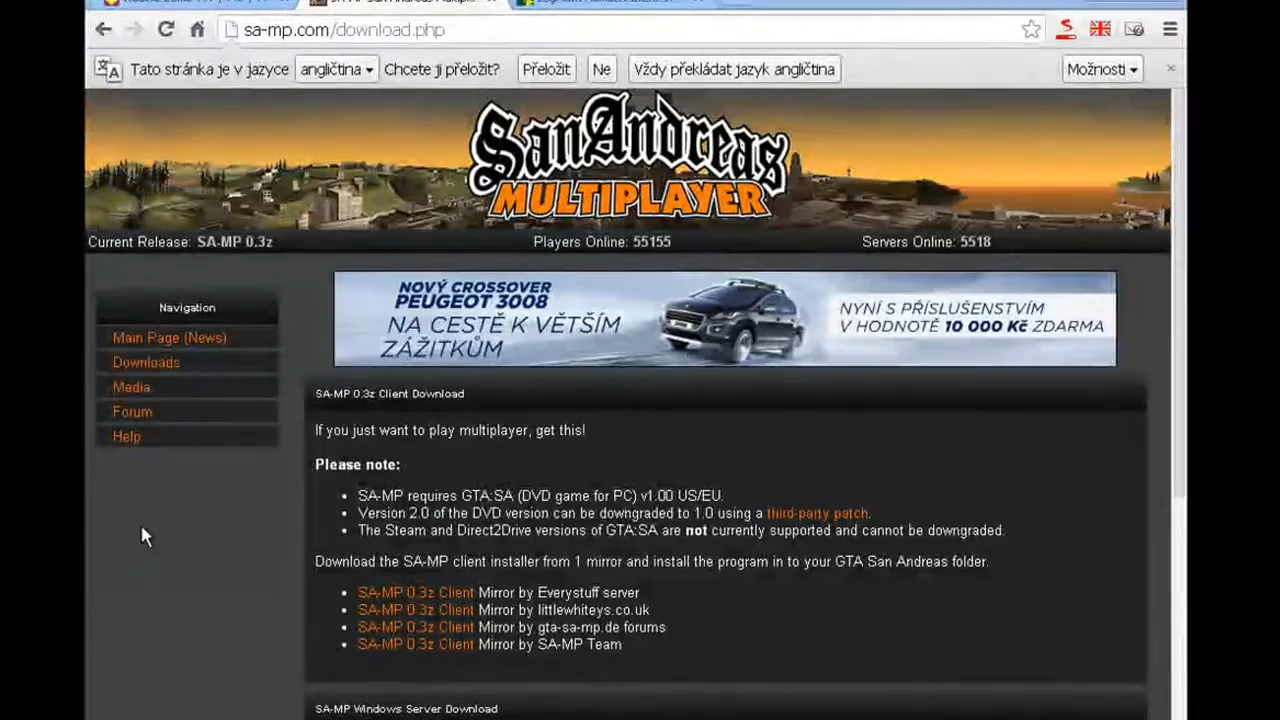 sa-mp.com/download.php
Tato stránka je v jazyce angličtina Chcete ji přeložit? Přeložit Ne Vždy překládat jazyk angličtina Možnosti
San Andreas
MULTIPLAYER
Current Release: SA-MP 0.3z Players Online: 55155 Servers Online: 5518
Navigation
Main Page (News)
Downloads
Media
Forum
Help
NOVÝ CROSSOVER
PEUGEOT 3008
NA CESTĚ K VĚTŠÍM
ZÁŽITKŮM
NYNÍ S PŘÍSLUŠENSTVÍM
V HODNOTĚ 10 000 Kč ZDARMA
SA-MP 0.3z Client Download
If you just want to play multiplayer, get this!
Please note:
SA-MP requires GTA:SA (DVD game for PC) v1.00 US/EU.
Version 2.0 of the DVD version can be downgraded to 1.0 using a third-party patch.
The Steam and Direct2Drive versions of GTA:SA are not currently supported and cannot be downgraded.
Download the SA-MP client installer from 1 mirror and install the program in to your GTA San Andreas folder.
SA-MP 0.3z Client Mirror by Everystuff server
SA-MP 0.3z Client Mirror by littlewhiteys.co.uk
SA-MP 0.3z Client Mirror by gta-sa-mp.de forums
SA-MP 0.3z Client Mirror by SA-MP Team
SA-MP Windows Server Download